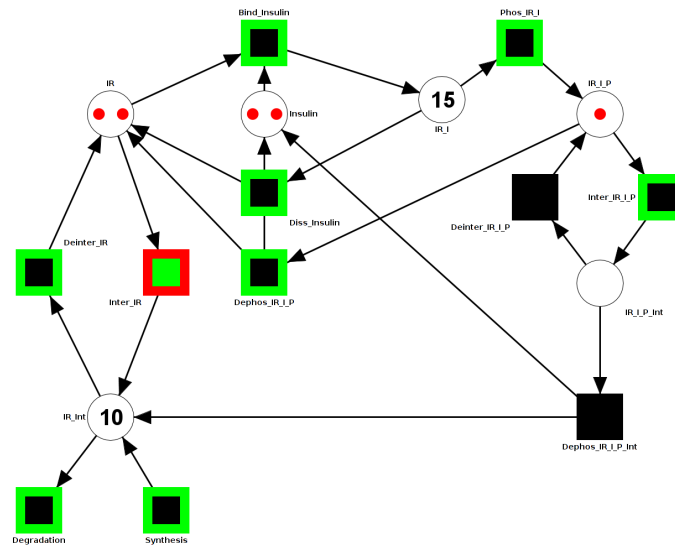 Bind_Insulin
Phos_IR_I
IR
IR_I_P
15
Insulin
IR_I
Inter_IR_I_P
Diss_Insulin
Deinter_IR_I_P
Deinter_IR
Inter_IR
Dephos_IR_I_P
IR_I_P_Int
IR_Int
10
Dephos_IR_I_P_Int
Degradation
Synthesis